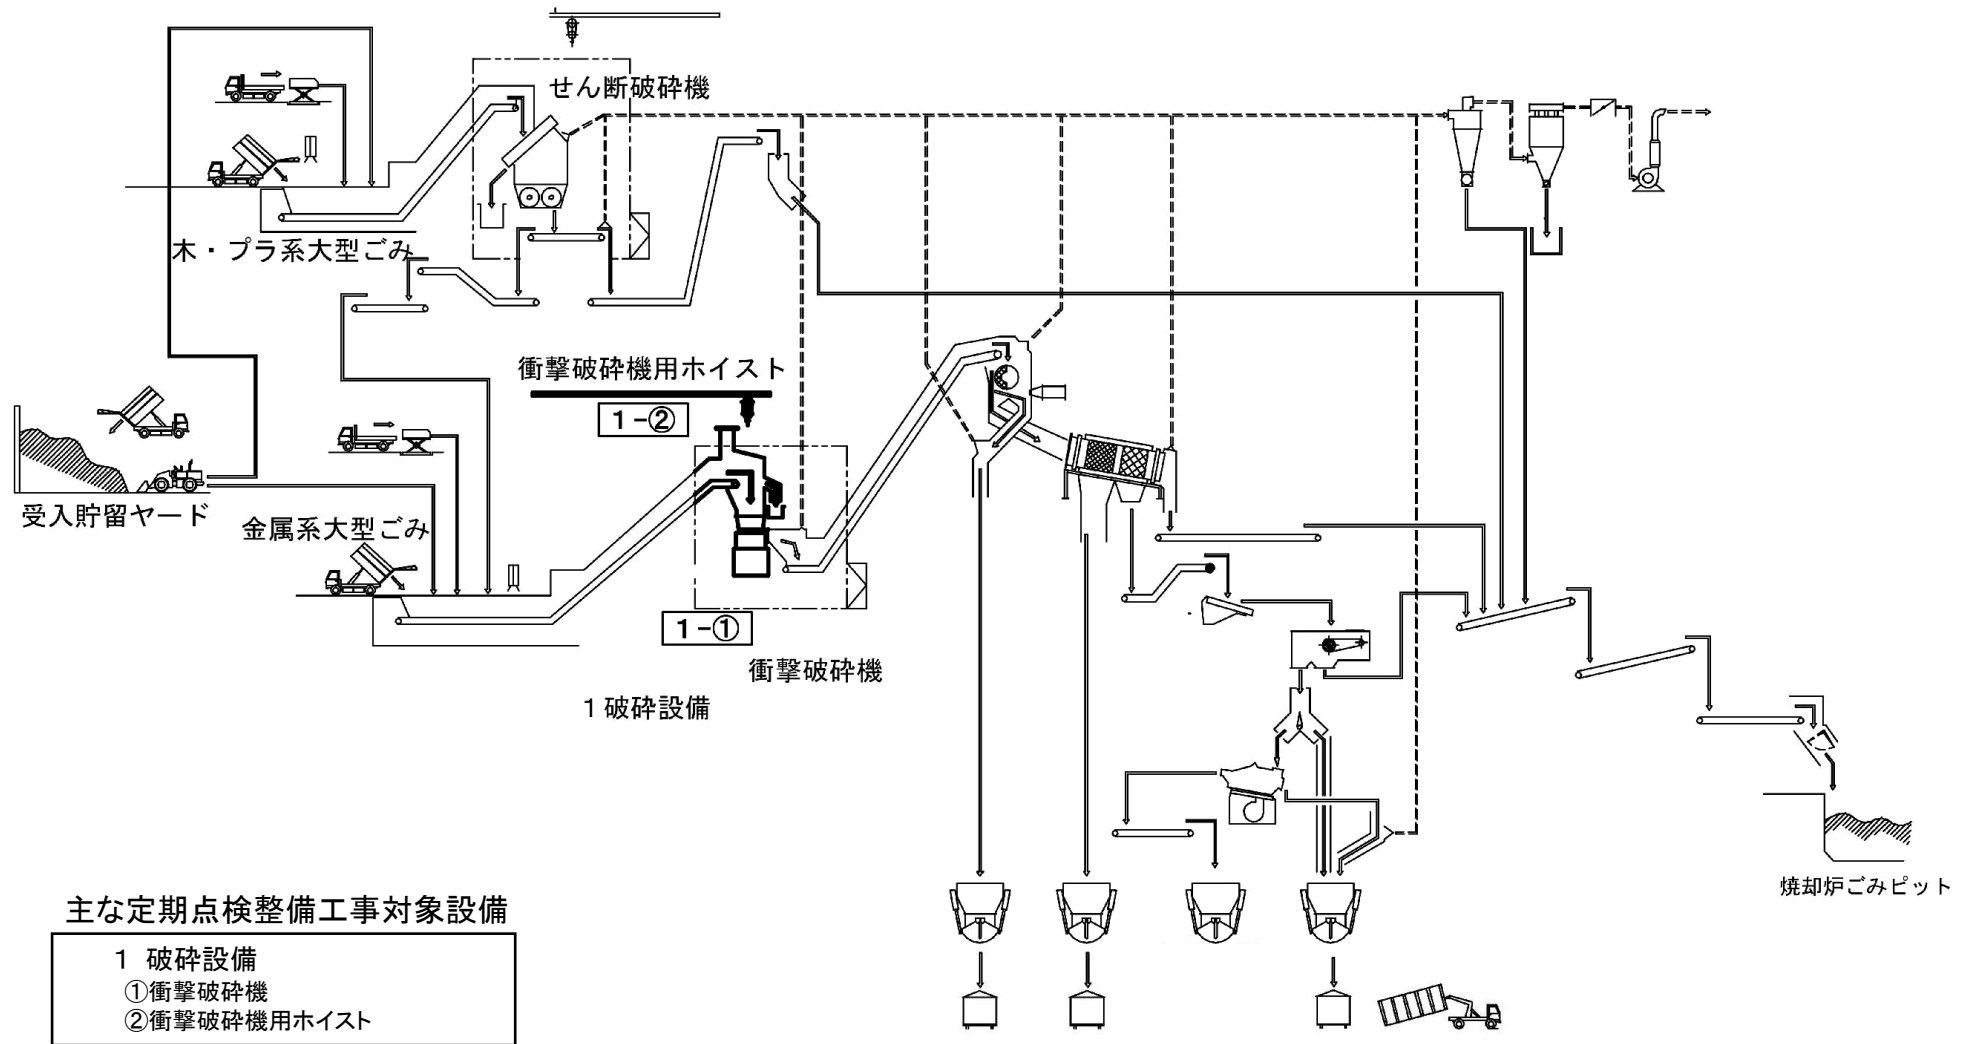 せん断破砕機
木・プラ系大型ごみ
衝撃破砕機用ホイスト
1-②
受入貯留ヤード
金属系大型ごみ
1-①
衝撃破砕機
1 破砕設備
焼却炉ごみピット
主な定期点検整備工事対象設備
1 破砕設備
①衝撃破砕機
②衝撃破砕機用ホイスト